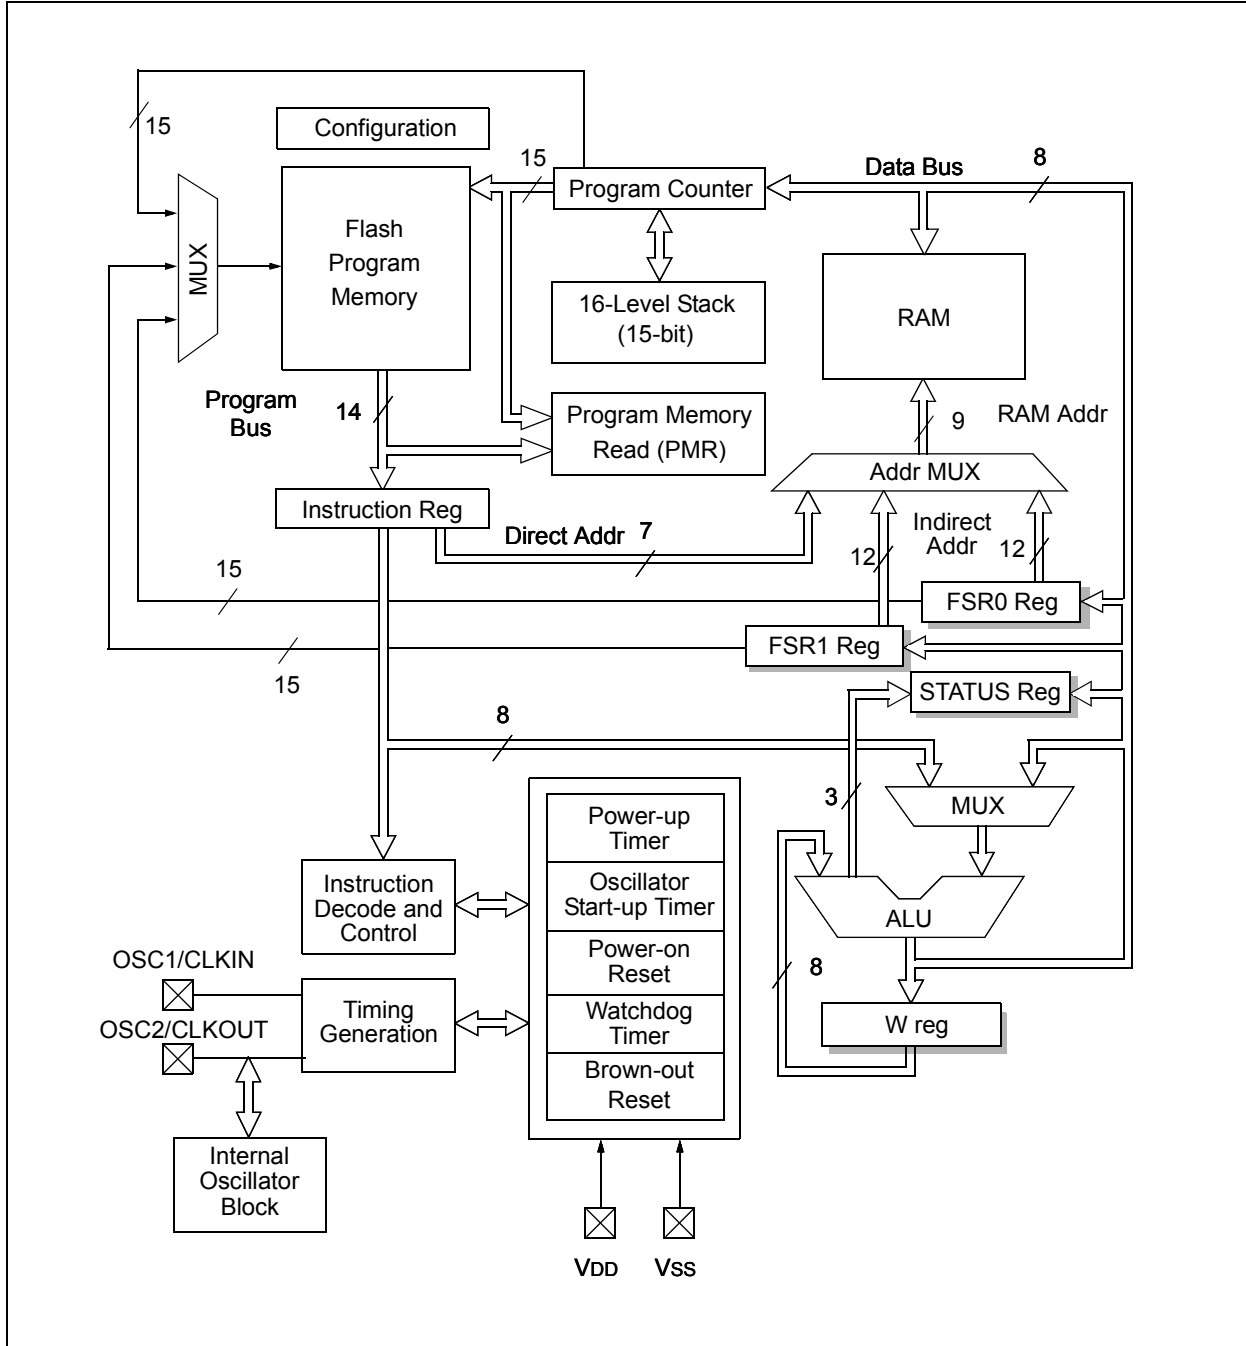 15
Configuration
15
Program Counter
Data Bus
8
MUX
Flash
Program
Memory
16-Level Stack
(15-bit)
RAM
Program
Bus
14
Program Memory
Read (PMR)
9
RAM Addr
Addr MUX
Instruction Reg
Direct Addr
7
Indirect
Addr
12
12
15
FSR0 Reg
FSR1 Reg
15
STATUS Reg
8
3
MUX
Power-up
Timer
Oscillator
Start-up Timer
Power-on
Reset
Watchdog
Timer
Brown-out
Reset
Instruction
Decode and
Control
ALU
8
OSC1/CLKIN
OSC2/CLKOUT
Timing
Generation
W reg
Internal
Oscillator
Block
VDD
VSS